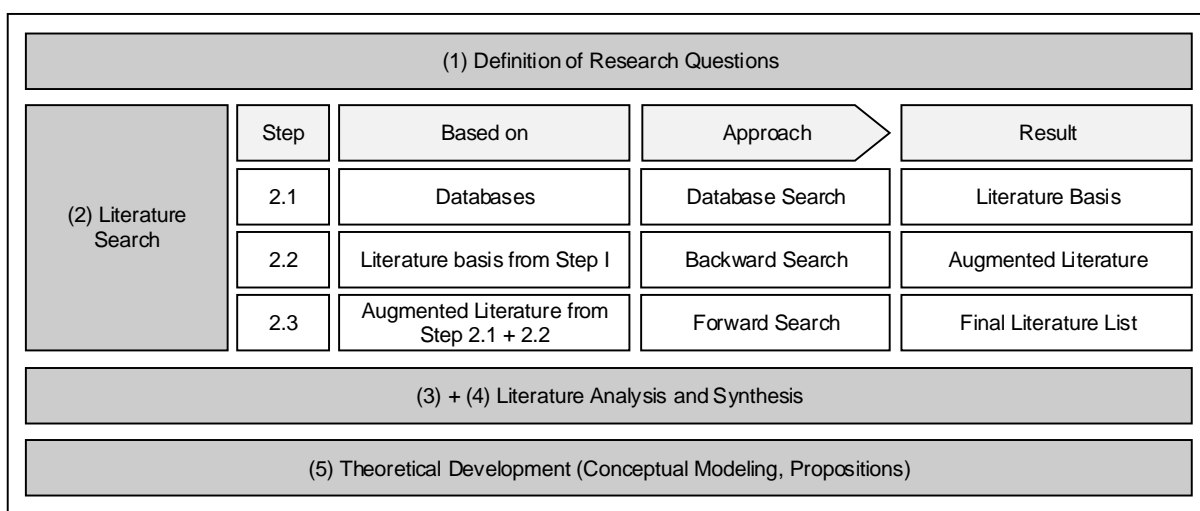 (1) Definition of Research Questions
Step
Based on
Approach
Result
(2) Literature
Search
2.1
Databases
Database Search
Literature Basis
2.2
Literature basis from Step I
Backward Search
Augmented Literature
2.3
Augmented Literature from
Step 2.1 + 2.2
Forward Search
Final Literature List
(3) + (4) Literature Analysis and Synthesis
(5) Theoretical Development (Conceptual Modeling, Propositions)